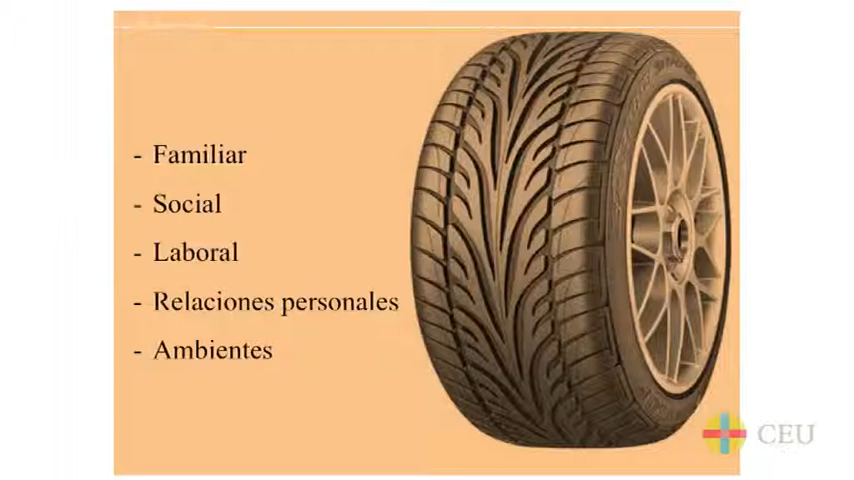 - Familiar
- Social
- Laboral
- Relaciones personales
- Ambientes
CEU